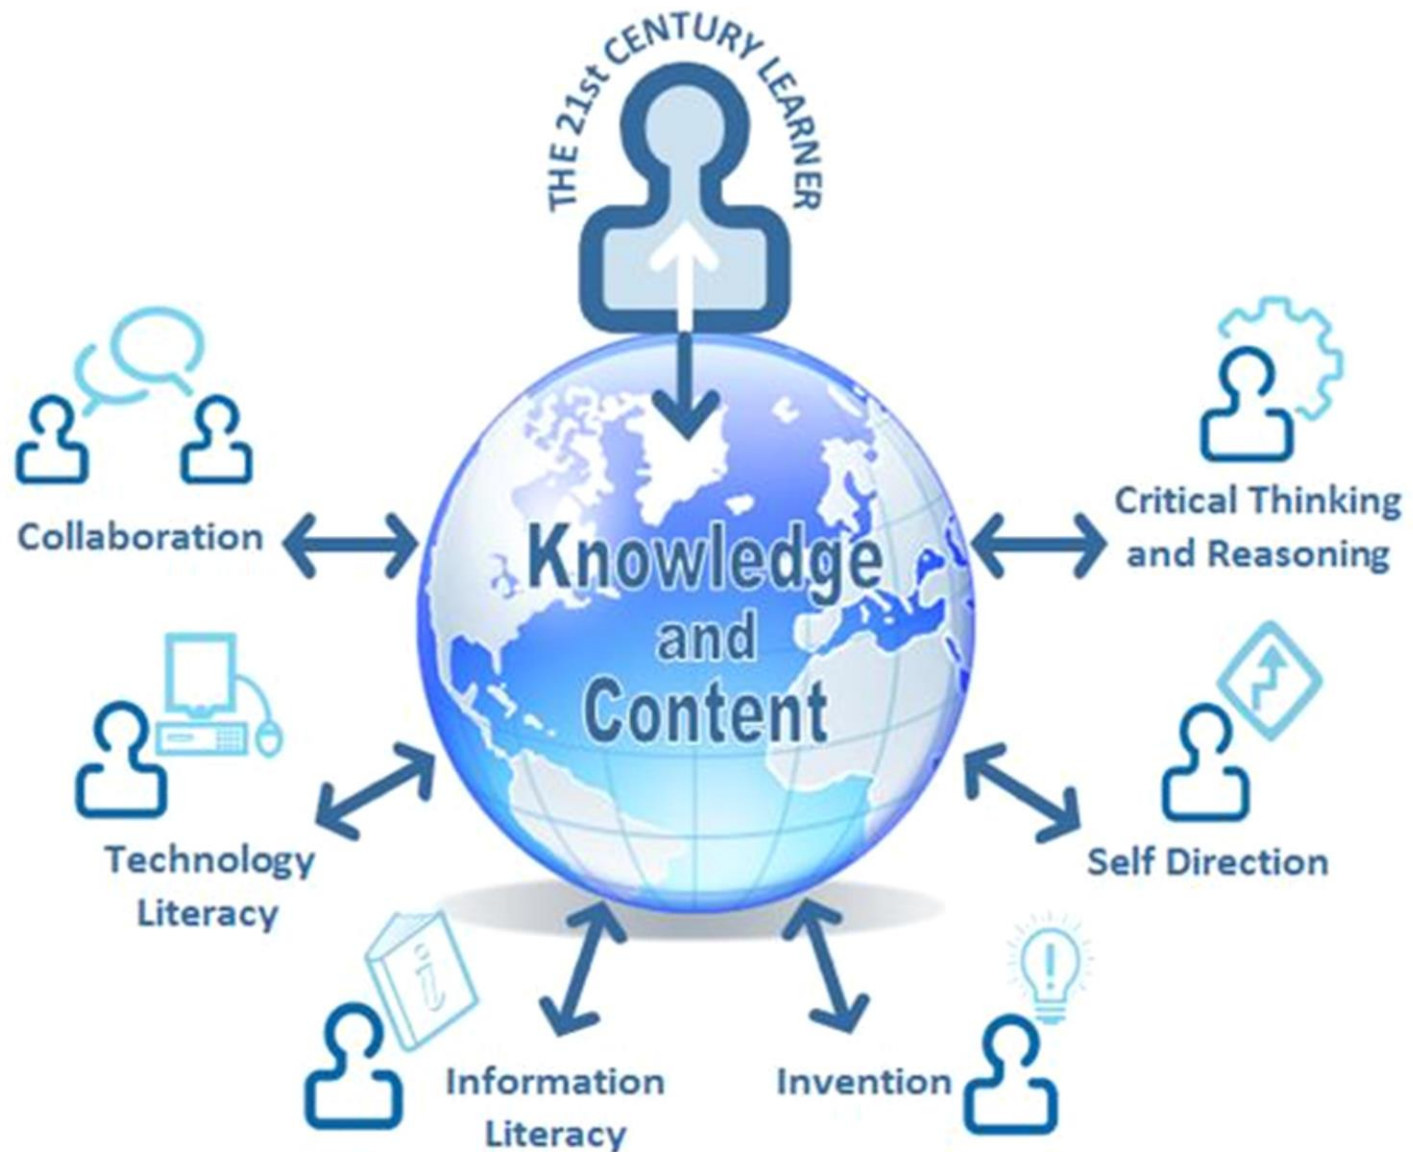 THE 21st CENTURY LEARNER
Collaboration
Critical Thinking
and Reasoning
Knowledge
and
Content
Technology
Literacy
Self Direction
i
Information
Literacy
Invention
!